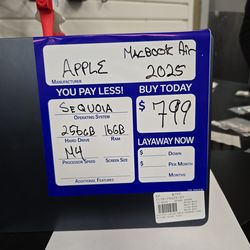 APPLE
MACBOOK AIR
2025
MANUFACTURER
YOU PAY LESS!
BUY TODAY
SEQUOIA
OPERATING SYSTEM
256GB 16GB
HARD DRIVE RAM
M4
PROCESSOR SPEED SCREEN SIZE
ADDITIONAL FEATURES
$799
LAYAWAY NOW
$ DOWN
$ PER MONTH
MONTHS